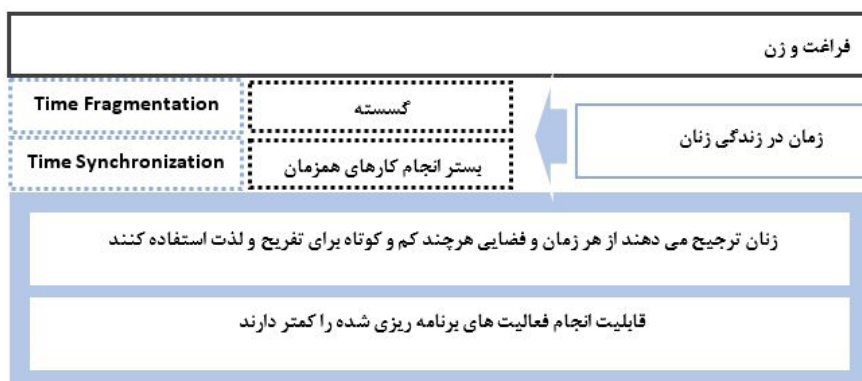 فراغت و زن
زمان در زندگی زنان
گسسته
Time Fragmentation
بستر انجام کارهای همزمان
Time Synchronization
زنان ترجیح می دهند از هر زمان و فضایی هرچند کم و کوتاه برای تفریح و لذت استفاده کنند
قابلیت انجام فعالیت های برنامه ریزی شده را کمتر دارند